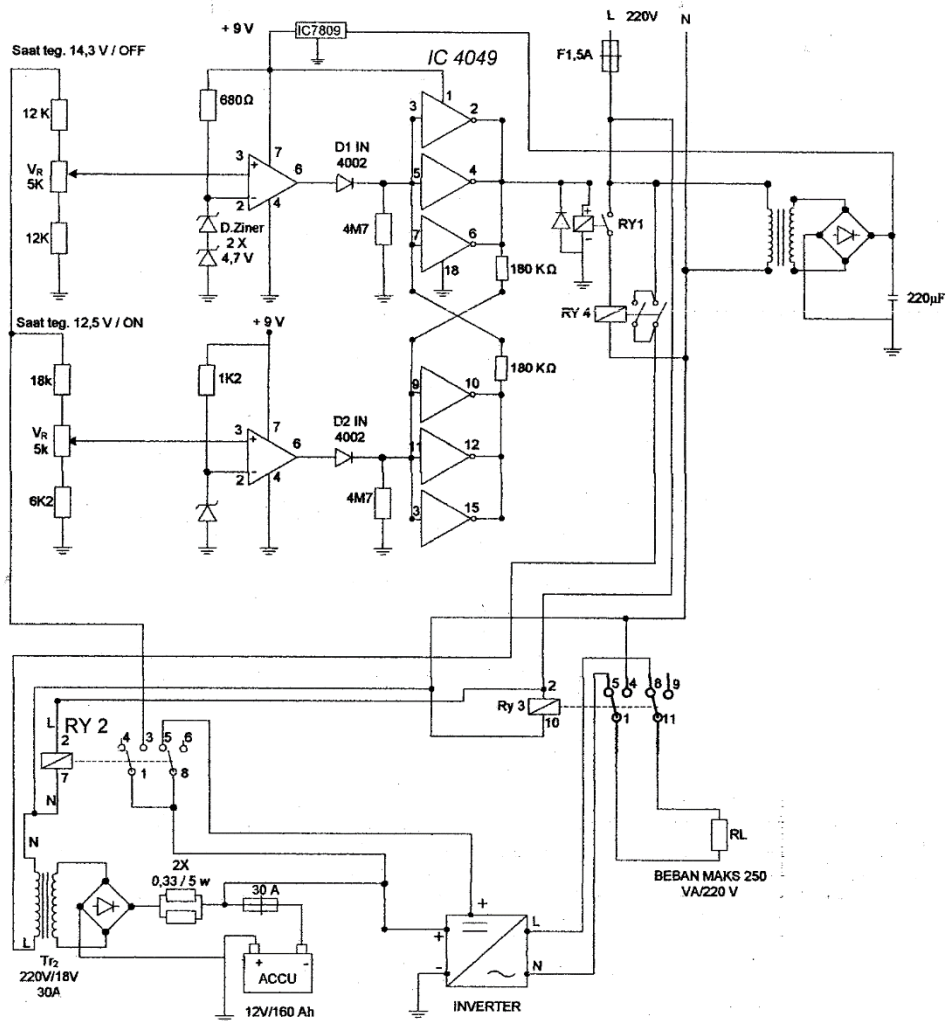 L 220V N
+ 9 V
IC7809
F1,5A
Saat teg. 14,3 V / OFF
IC 4049
680Ω
12 K
1
3
2
D1 IN
4002
7
3
6
VR
5K
5
4
2
4
D.Ziner
2 X
4,7 V
4M7
7
6
12K
18
+
-
RY1
180 KΩ
220µF
RY 4
Saat teg. 12,5 V / ON
+ 9 V
180 KΩ
18k
1K2
9
10
7
D2 IN
4002
3
6
VR
5k
11
12
2
4
6K2
4M7
3
15
5 4 8 9
2
Ry 3
10
1
11
L
RY 2
2
4 3 5 6
7
1
8
N
RL
N
2X
0,33 / 5 w
30 A
BEBAN MAKS 250
VA/220 V
+
+
L
L
-
N
Tr2
220V/18V
30A
+ -
ACCU
12V/160 Ah
INVERTER